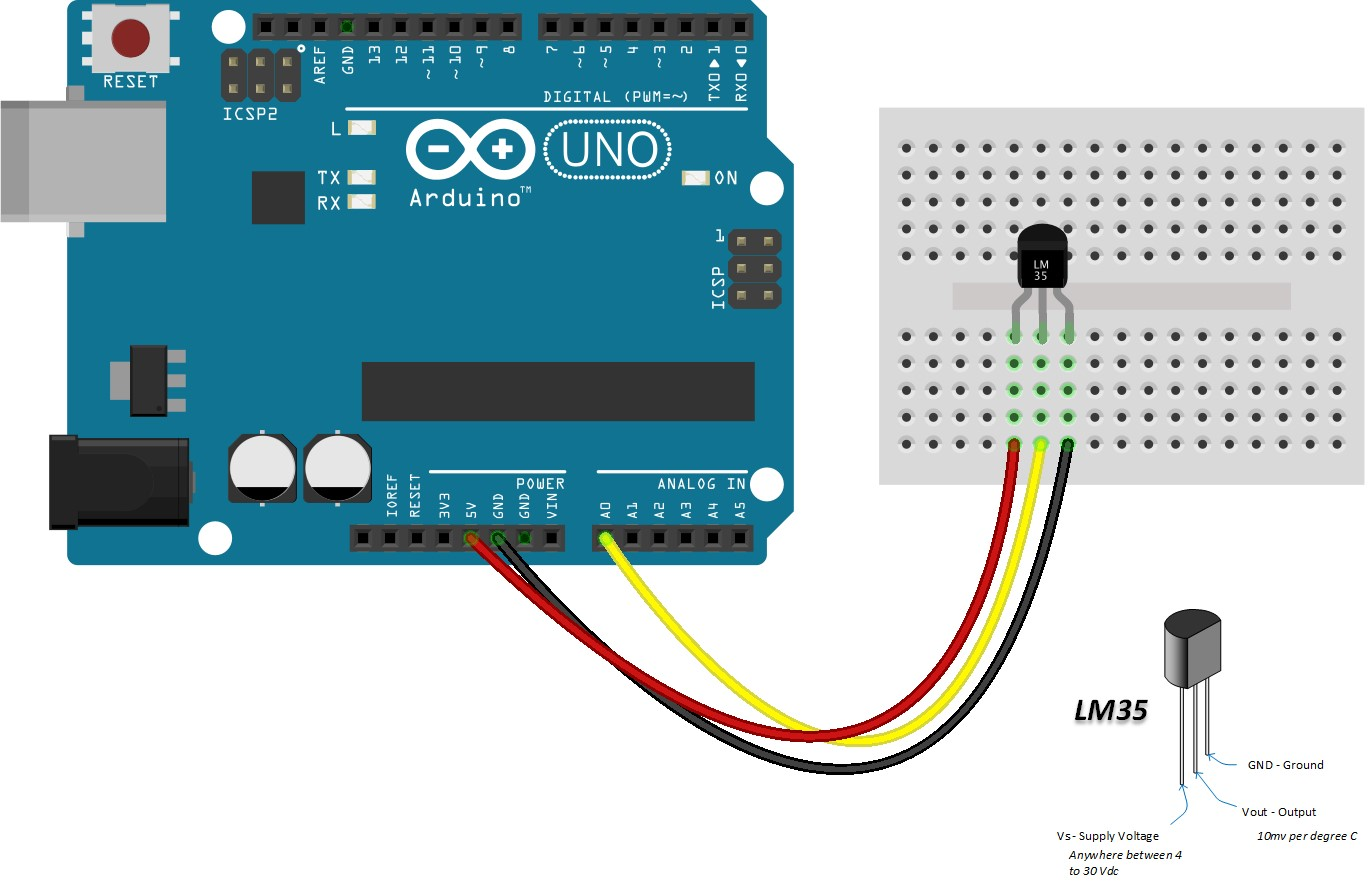 RESET
ICSP2
AREF
GND
13
12
~11
~10
~9
8
7
~6
~5
4
~3
2
TX0▶1
RX0◀0
DIGITAL (PWM=~)
L
TX
RX
UNO
Arduino™
ON
1
ICSP
LM
35
POWER
ANALOG IN
IOREF
RESET
3V3
5V
GND
GND
VIN
A0
A1
A2
A3
A4
A5
LM35
GND - Ground
Vout - Output
10mv per degree C
Vs- Supply Voltage
Anywhere between 4
to 30 Vdc